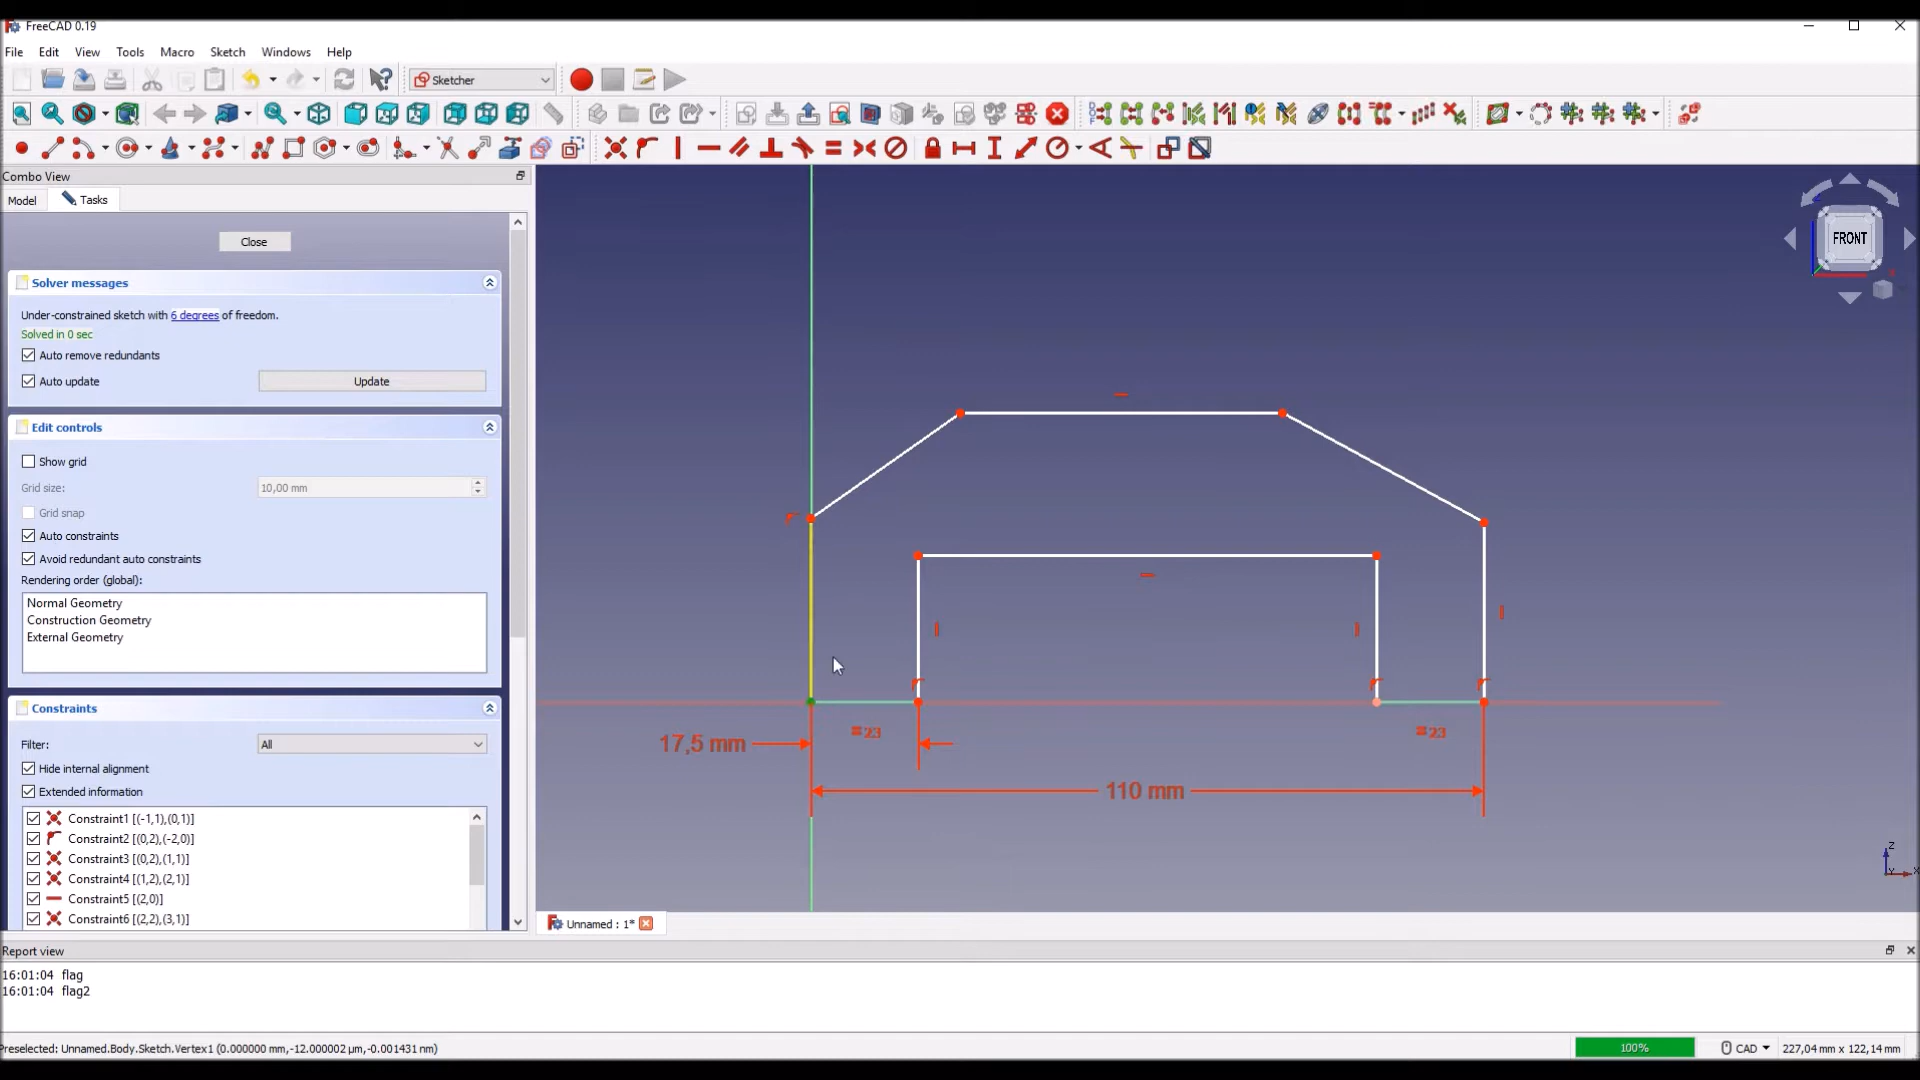 FreeCAD 0.19
File Edit View Tools Macro Sketch Windows Help
Sketcher
Combo View
Model Tasks
Close
Solver messages
Under-constrained sketch with 6 degrees of freedom.
Solved in 0 sec
Auto remove redundants
Auto update Update
Edit controls
Show grid
Grid size: 10,00 mm
Grid snap
Auto constraints
Avoid redundant auto constraints
Rendering order (global):
Normal Geometry
Construction Geometry
External Geometry
Constraints
Filter: All
Hide internal alignment
Extended information
Constraint1 [(-1,1),(0,1)]
Constraint2 [(0,2),(-2,0)]
Constraint3 [(0,2),(1,1)]
Constraint4 [(1,2),(2,1)]
Constraint5 [(2,0)]
Constraint6 [(2,2),(3,1)]
FRONT
=23 =23
17,5 mm
110 mm
Z
X
Unnamed : 1*
Report view
16:01:04 flag
16:01:04 flag2
Preselected: Unnamed.Body.Sketch.Vertex1 (0.000000 mm,-12.000002 µm,-0.001431 nm)
100% CAD 227,04 mm x 122,14 mm